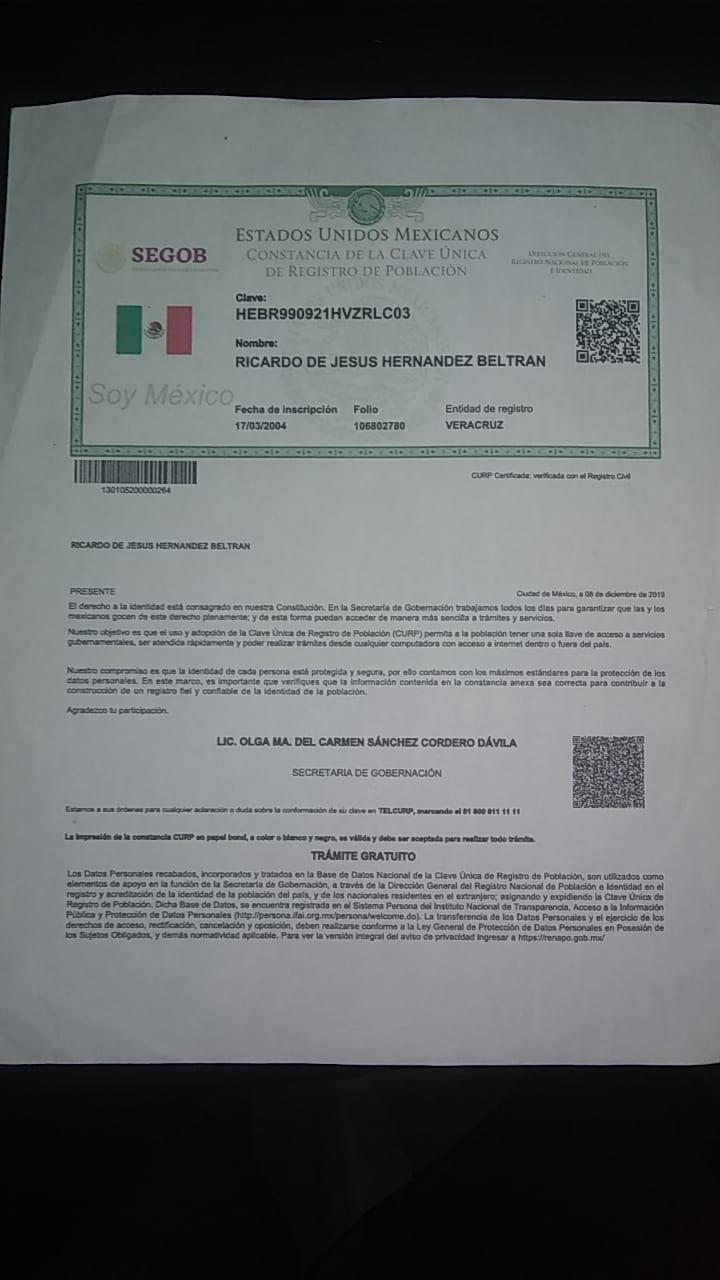 ESTADOS UNIDOS MEXICANOS
CONSTANCIA DE LA CLAVE ÚNICA
DE REGISTRO DE POBLACIÓN
SEGOB
DIRECCIÓN GENERAL DEL
REGISTRO NACIONAL DE POBLACIÓN
E IDENTIDAD
Clave:
HEBR990921HVZRLC03
Nombre:
RICARDO DE JESUS HERNANDEZ BELTRAN
Soy México
Fecha de inscripción Folio Entidad de registro
17/03/2004 106802780 VERACRUZ
130105200000264
CURP Certificada: verificada con el Registro Civil
RICARDO DE JESUS HERNANDEZ BELTRAN
PRESENTE
Ciudad de México, a 08 de diciembre de 2019
El derecho a la identidad está consagrado en nuestra Constitución. En la Secretaría de Gobernación trabajamos todos los días para garantizar que las y los
mexicanos gocen de este derecho plenamente; y de esta forma puedan acceder de manera más sencilla a trámites y servicios.
Nuestro objetivo es que el uso y adopción de la Clave Única de Registro de Población (CURP) permita a la población tener una sola llave de acceso a servicios
gubernamentales, ser atendida rápidamente y poder realizar trámites desde cualquier computadora con acceso a internet dentro o fuera del país.
Nuestro compromiso es que la identidad de cada persona esté protegida y segura, por ello contamos con los máximos estándares para la protección de los
datos personales. En este marco, es importante que verifiques que la información contenida en la constancia anexa sea correcta para contribuir a la
construcción de un registro fiel y confiable de la identidad de la población.
Agradezco tu participación.
LIC. OLGA MA. DEL CARMEN SÁNCHEZ CORDERO DÁVILA
SECRETARIA DE GOBERNACIÓN
Estamos a sus órdenes para cualquier aclaración o duda sobre la conformación de su clave en TELCURP, marcando el 01 800 911 11 11
La impresión de la constancia CURP en papel bond, a color o blanco y negro, es válida y debe ser aceptada para realizar todo trámite.
TRÁMITE GRATUITO
Los Datos Personales recabados, incorporados y tratados en la Base de Datos Nacional de la Clave Única de Registro de Población, son utilizados como
elementos de apoyo en la función de la Secretaría de Gobernación, a través de la Dirección General del Registro Nacional de Población e Identidad en el
registro y acreditación de la identidad de la población del país, y de los nacionales residentes en el extranjero; asignando y expidiendo la Clave Única de
Registro de Población. Dicha Base de Datos, se encuentra registrada en el Sistema Persona del Instituto Nacional de Transparencia, Acceso a la Información
Pública y Protección de Datos Personales (http://persona.ifai.org.mx/persona/welcome.do). La transferencia de los Datos Personales y el ejercicio de los
derechos de acceso, rectificación, cancelación y oposición, deben realizarse conforme a la Ley General de Protección de Datos Personales en Posesión de
los Sujetos Obligados, y demás normatividad aplicable. Para ver la versión integral del aviso de privacidad ingresar a https://renapo.gob.mx/